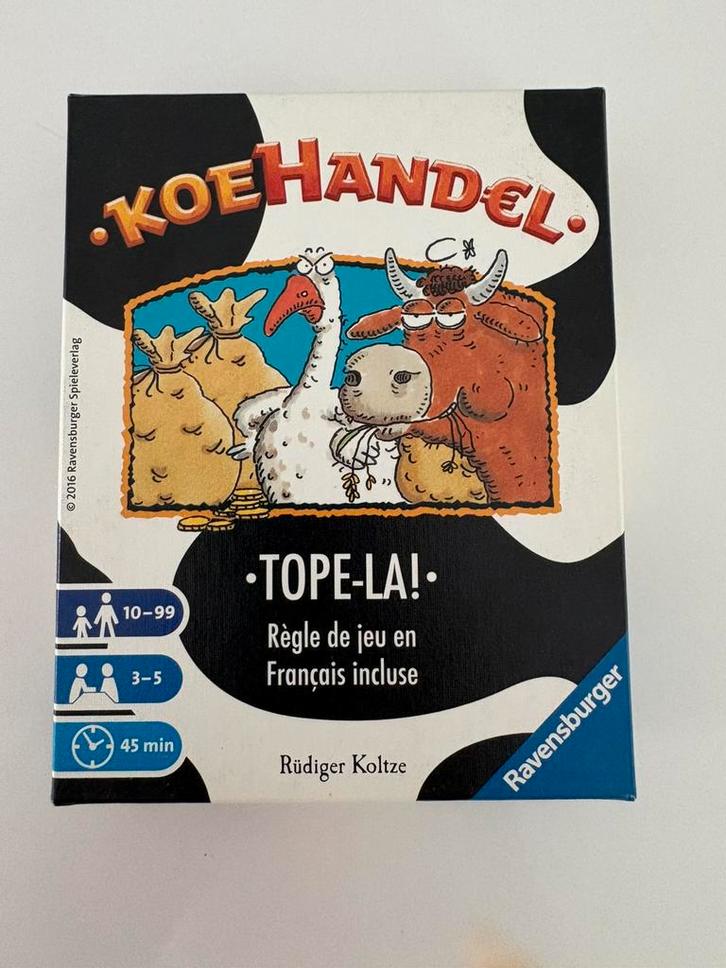 ·KOEHAND€L·
© 2016 Ravensburger Spieleverlag
·TOPE-LA!·
Règle de jeu en
Français incluse
10–99
3–5
45 min
Rüdiger Koltze
Ravensburger